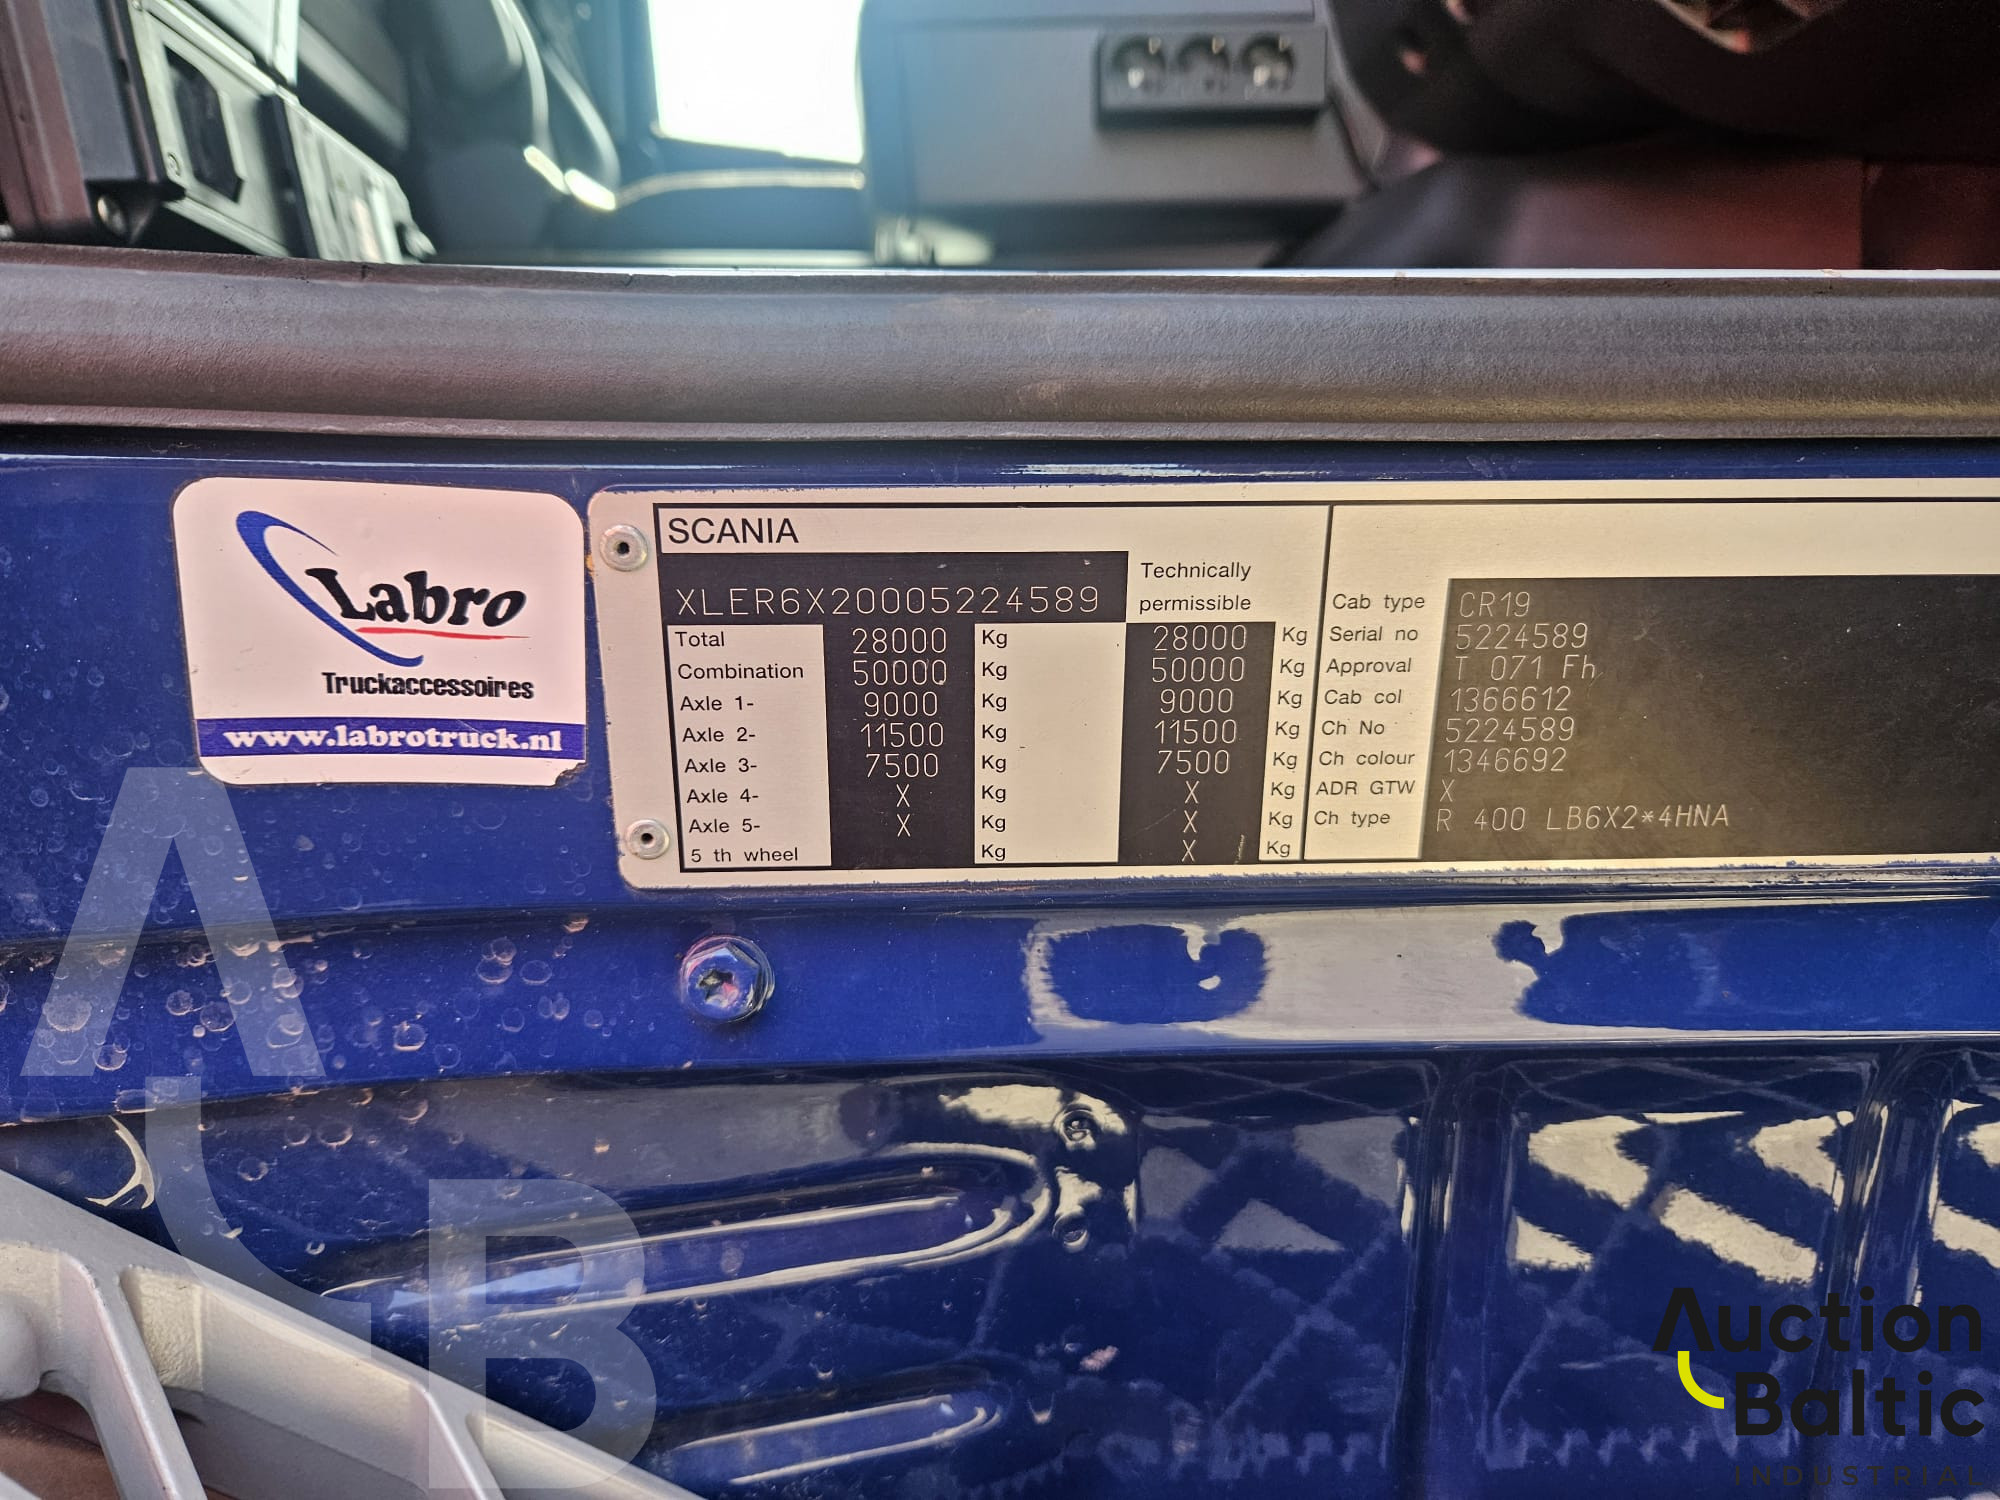 SCANIA
XLER6X20005224589
Technically
permissible
Total 28000 Kg 28000 Kg
Combination 50000 Kg 50000 Kg
Axle 1- 9000 Kg 9000 Kg
Axle 2- 11500 Kg 11500 Kg
Axle 3- 7500 Kg 7500 Kg
Axle 4- X Kg X Kg
Axle 5- X Kg X Kg
5 th wheel Kg X Kg
Cab type CR19
Serial no 5224589
Approval T 071 Fh
Cab col 1366612
Ch No 5224589
Ch colour 1346692
ADR GTW X
Ch type R 400 LB6X2*4HNA
Labro
Truckaccessoires
www.labrotruck.nl
A
B
Auction
Baltic
INDUSTRIAL